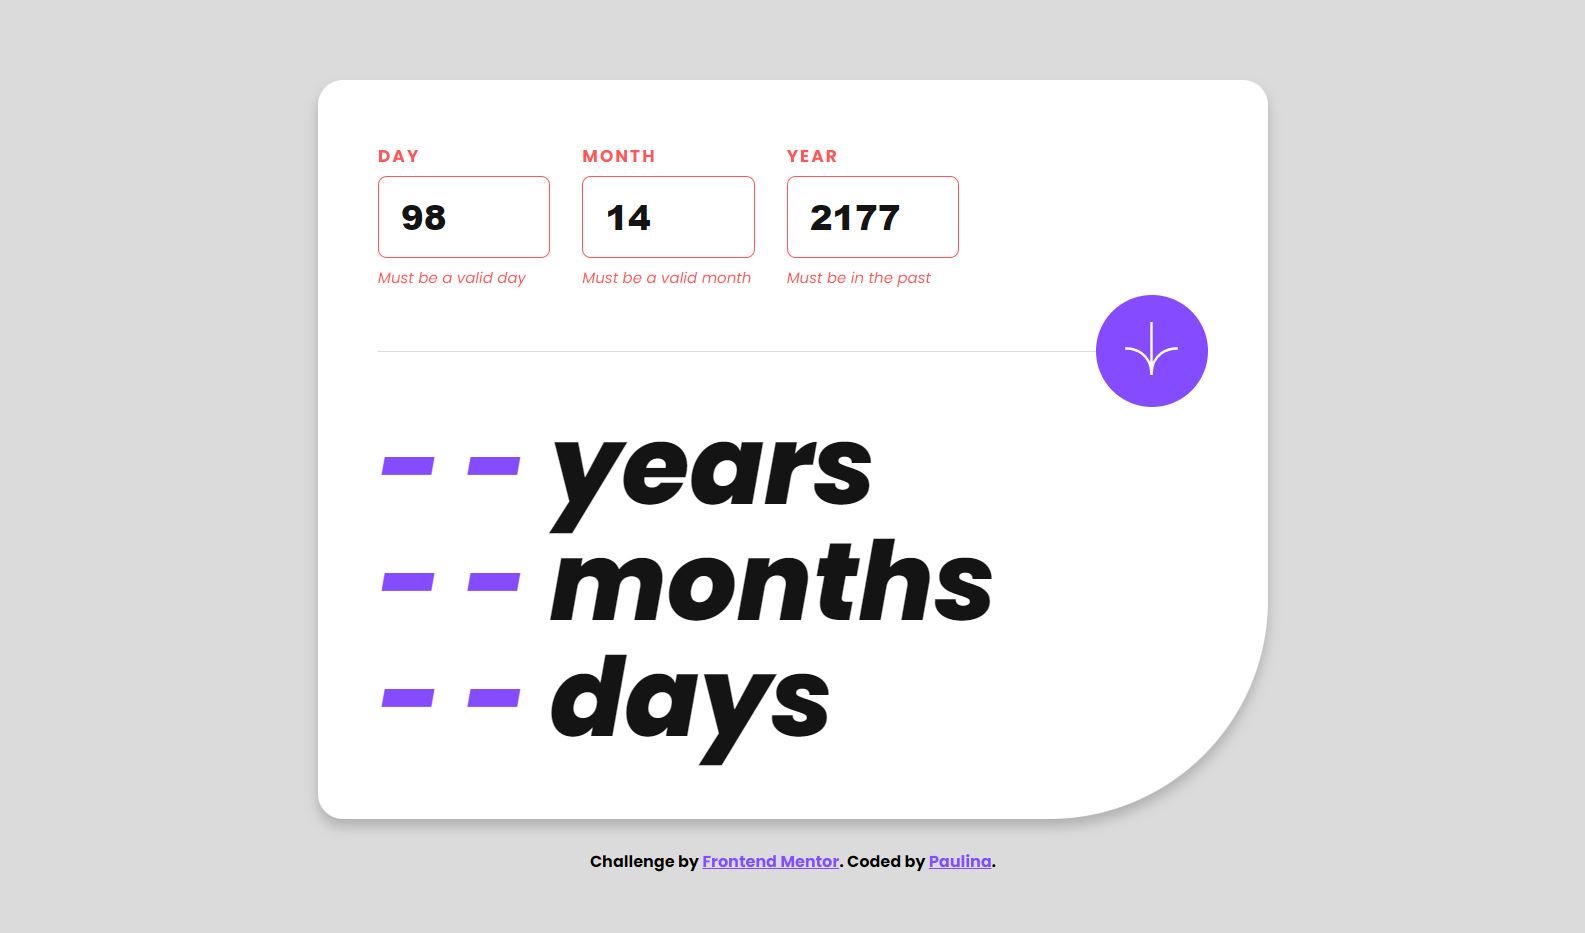 DAY MONTH YEAR
98 14 2177
Must be a valid day Must be a valid month Must be in the past
- - years
- - months
- - days
Challenge by Frontend Mentor. Coded by Paulina.